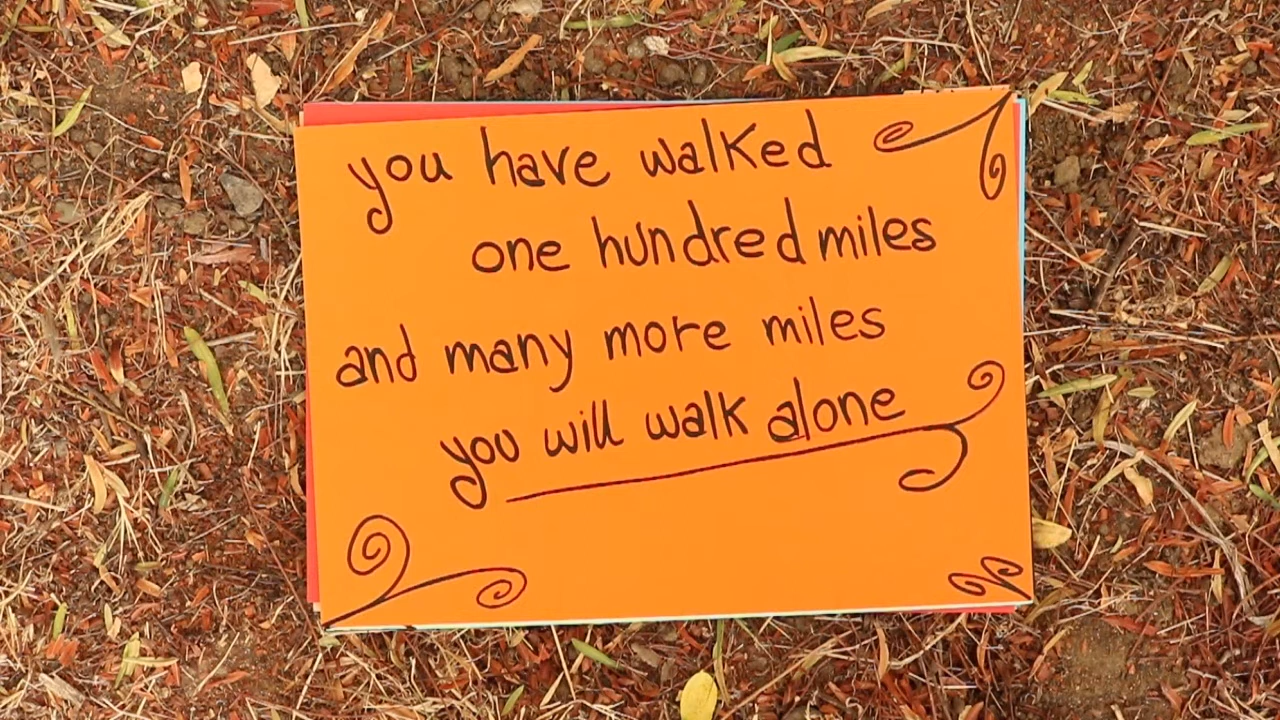 you have walked
one hundred miles
and many more miles
you will walk alone